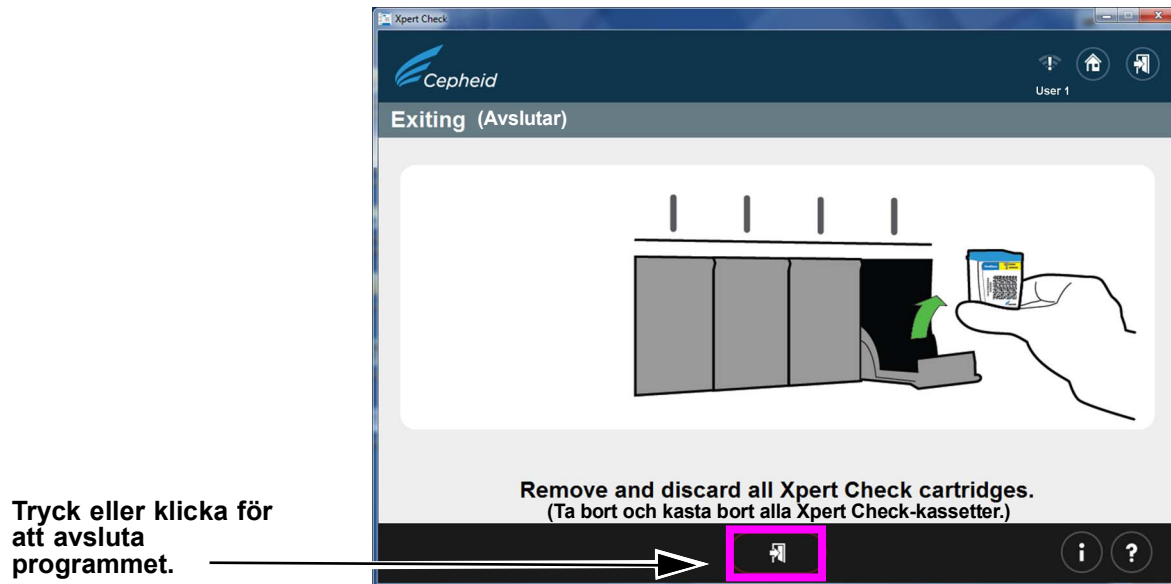 Xpert Check
Cepheid
User 1
Exiting (Avslutar)
Remove and discard all Xpert Check cartridges.
(Ta bort och kasta bort alla Xpert Check-kassetter.)
Tryck eller klicka för
att avsluta
programmet.
i ?